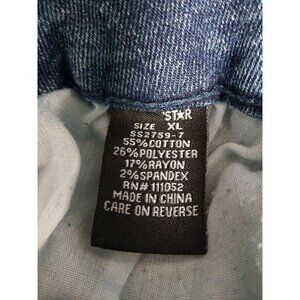 ST★R
SIZE XL
SS2759-7
55%COTTON
26%POLYESTER
17%RAYON
2%SPANDEX
RN# 111052
MADE IN CHINA
CARE ON REVERSE